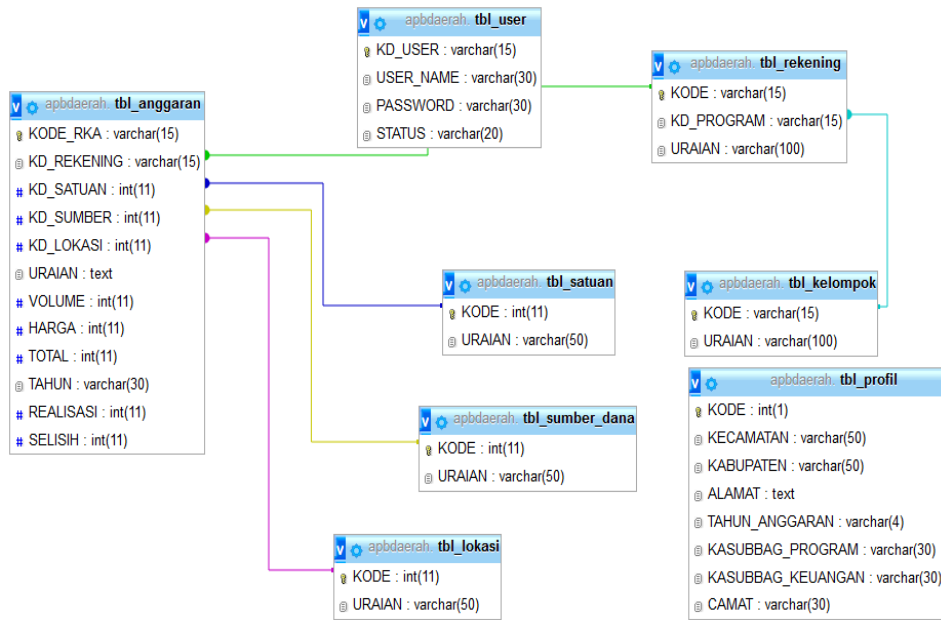 apbdaerah. tbl_user
KD_USER : varchar(15)
USER_NAME : varchar(30)
PASSWORD : varchar(30)
STATUS : varchar(20)
apbdaerah. tbl_rekening
KODE : varchar(15)
KD_PROGRAM : varchar(15)
URAIAN : varchar(100)
apbdaerah. tbl_anggaran
KODE_RKA : varchar(15)
KD_REKENING : varchar(15)
# KD_SATUAN : int(11)
# KD_SUMBER : int(11)
# KD_LOKASI : int(11)
URAIAN : text
# VOLUME : int(11)
# HARGA : int(11)
# TOTAL : int(11)
TAHUN : varchar(30)
# REALISASI : int(11)
# SELISIH : int(11)
apbdaerah. tbl_satuan
KODE : int(11)
URAIAN : varchar(50)
apbdaerah. tbl_kelompok
KODE : varchar(15)
URAIAN : varchar(100)
apbdaerah. tbl_sumber_dana
KODE : int(11)
URAIAN : varchar(50)
apbdaerah. tbl_profil
KODE : int(1)
KECAMATAN : varchar(50)
KABUPATEN : varchar(50)
ALAMAT : text
TAHUN_ANGGARAN : varchar(4)
KASUBBAG_PROGRAM : varchar(30)
KASUBBAG_KEUANGAN : varchar(30)
CAMAT : varchar(30)
apbdaerah. tbl_lokasi
KODE : int(11)
URAIAN : varchar(50)